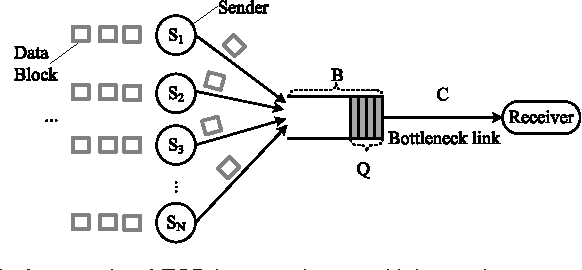 Sender
S1
Data
Block
S2
...
S3
...
SN
B
C
Receiver
Bottleneck link
Q